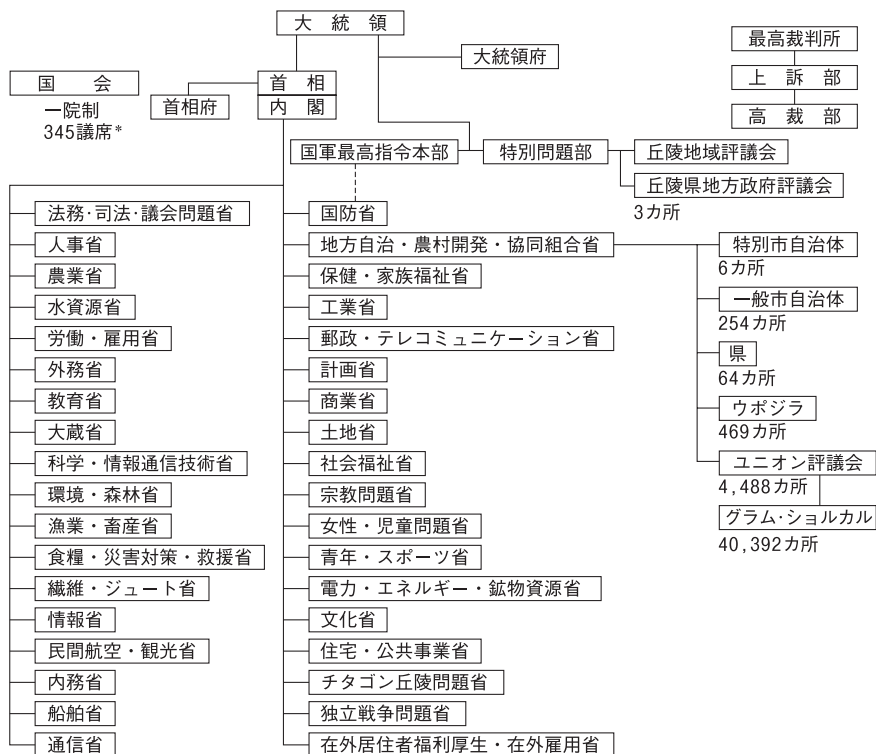 大統領
大統領府
最高裁判所
上訴部
高裁部
国会
一院制
345議席*
首相
首相府
内閣
国軍最高指令本部
特別問題部
丘陵地域評議会
丘陵県地方政府評議会
3カ所
法務·司法·議会問題省
人事省
農業省
水資源省
労働・雇用省
外務省
教育省
大蔵省
科学・情報通信技術省
環境・森林省
漁業・畜産省
食糧・災害対策・救援省
繊維・ジュート省
情報省
民間航空・観光省
内務省
船舶省
通信省
国防省
地方自治・農村開発・協同組合省
保健・家族福祉省
工業省
郵政・テレコミュニケーション省
計画省
商業省
土地省
社会福祉省
宗教問題省
女性・児童問題省
青年・スポーツ省
電力・エネルギー・鉱物資源省
文化省
住宅・公共事業省
チタゴン丘陵問題省
独立戦争問題省
在外居住者福利厚生・在外雇用省
特別市自治体
6カ所
一般市自治体
254カ所
県
64カ所
ウポジラ
469カ所
ユニオン評議会
4,488カ所
グラム·ショルカル
40,392カ所